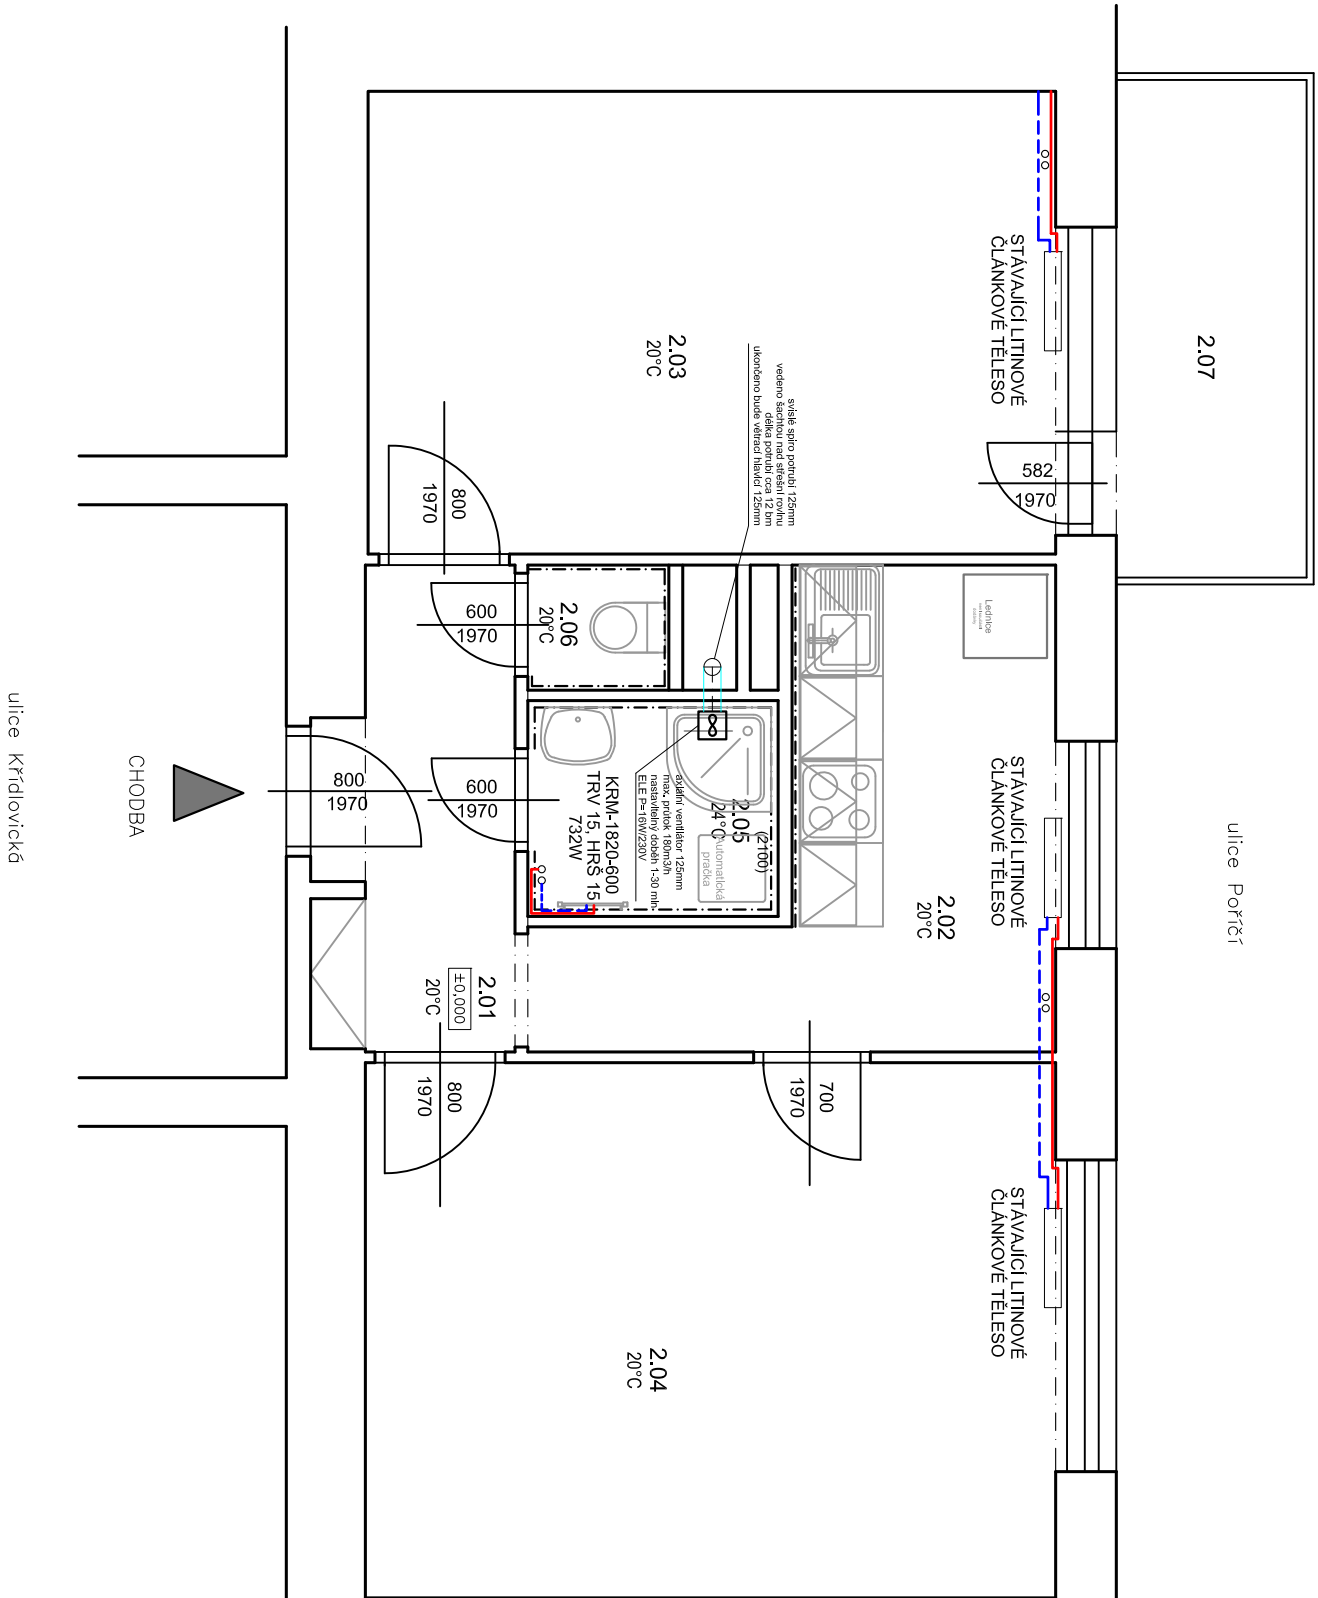 2.07
ulice Poříčí
STÁVAJÍCÍ LITINOVÉ
ČLÁNKOVÉ TĚLESO
582
1970
2.03
20°C
svislé spiro potrubí 125mm
vedeno šachtou nad střešní rovinu
délka potrubí cca 12 bm
ukončeno bude větrací hlavicí 125mm
800
1970
600
1970
2.06
20°C
Lednice
STÁVAJÍCÍ LITINOVÉ
ČLÁNKOVÉ TĚLESO
2.02
20°C
(2100)
2.05
24°C
Automatická
pračka
axiální ventilátor 125mm
max. průtok 180m3/h
nastavitelný doběh 1-30 min
ELE P=16W/230V
KRM-1820-600
TRV 15, HRŠ 15
732W
600
1970
800
1970
2.01
±0,000
20°C
CHODBA
ulice Křídlovická
800
1970
700
1970
STÁVAJÍCÍ LITINOVÉ
ČLÁNKOVÉ TĚLESO
2.04
20°C